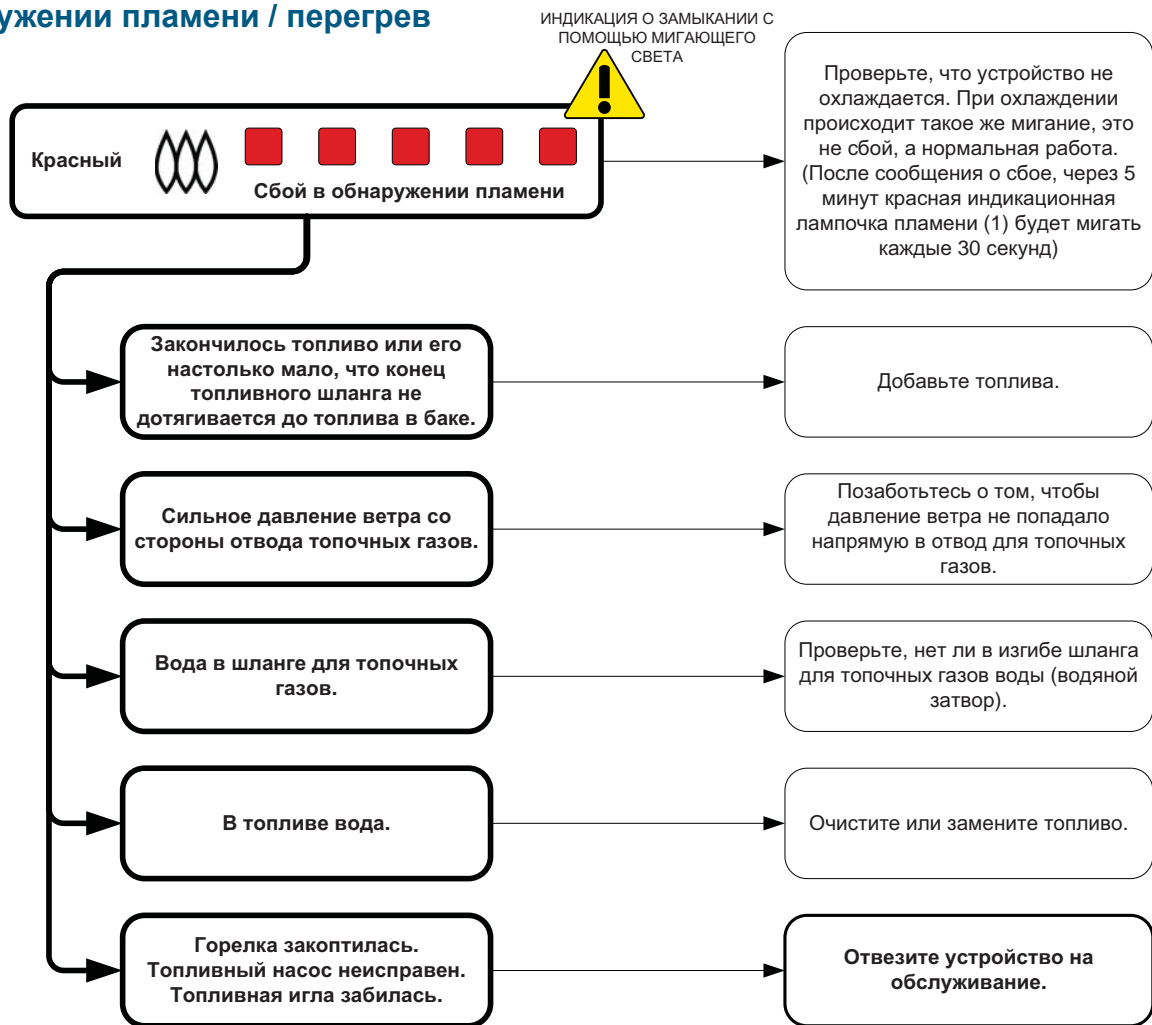 ужении пламени / перегрев
ИНДИКАЦИЯ О ЗАМЫКАНИИ С
ПОМОЩЬЮ МИГАЮЩЕГО
СВЕТА
Красный
Сбой в обнаружении пламени
Проверьте, что устройство не
охлаждается. При охлаждении
происходит такое же мигание, это
не сбой, а нормальная работа.
(После сообщения о сбое, через 5
минут красная индикационная
лампочка пламени (1) будет мигать
каждые 30 секунд)
Закончилось топливо или его
настолько мало, что конец
топливного шланга не
дотягивается до топлива в баке.
Добавьте топлива.
Сильное давление ветра со
стороны отвода топочных газов.
Позаботьтесь о том, чтобы
давление ветра не попадало
напрямую в отвод для топочных
газов.
Вода в шланге для топочных
газов.
Проверьте, нет ли в изгибе шланга
для топочных газов воды (водяной
затвор).
В топливе вода.
Очистите или замените топливо.
Горелка закоптилась.
Топливный насос неисправен.
Топливная игла забилась.
Отвезите устройство на
обслуживание.